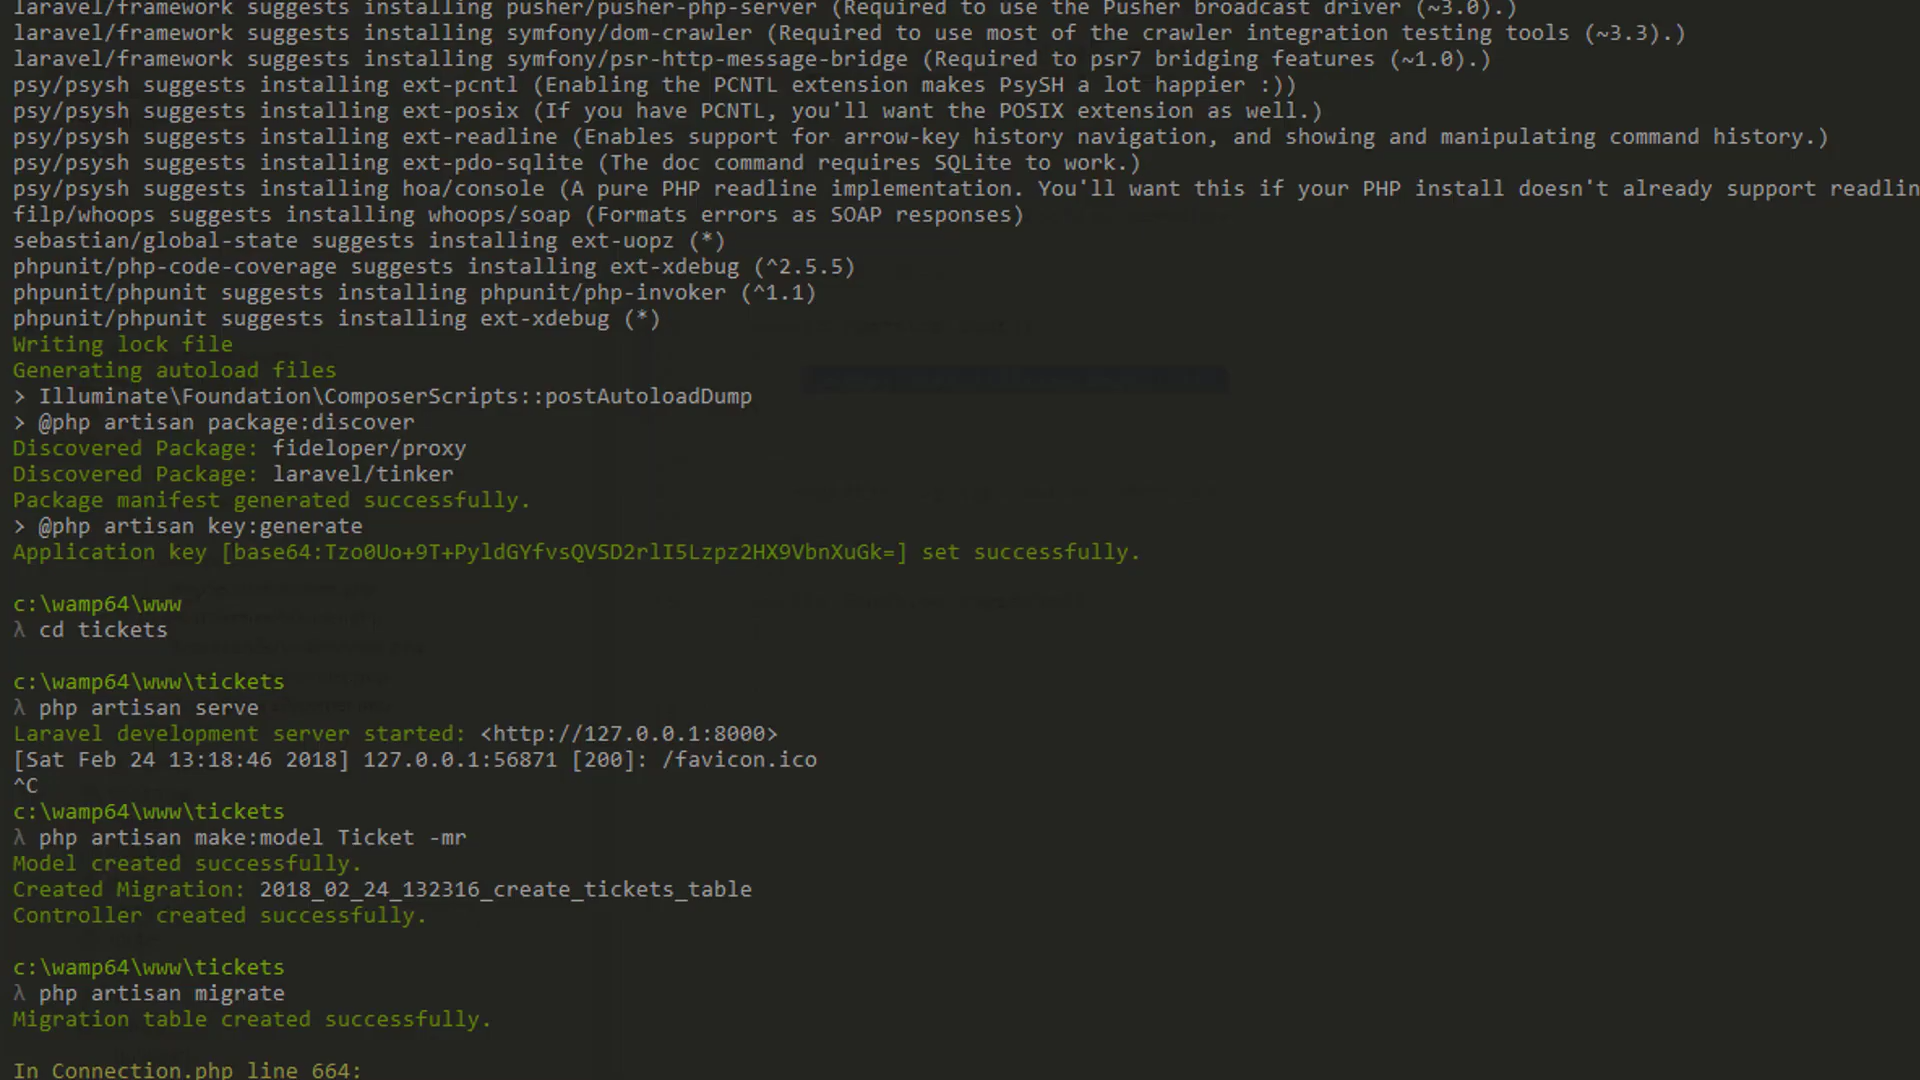 laravel/framework suggests installing pusher/pusher-php-server (Required to use the Pusher broadcast driver (~3.0).)
laravel/framework suggests installing symfony/dom-crawler (Required to use most of the crawler integration testing tools (~3.3).)
laravel/framework suggests installing symfony/psr-http-message-bridge (Required to psr7 bridging features (~1.0).)
psy/psysh suggests installing ext-pcntl (Enabling the PCNTL extension makes PsySH a lot happier :))
psy/psysh suggests installing ext-posix (If you have PCNTL, you'll want the POSIX extension as well.)
psy/psysh suggests installing ext-readline (Enables support for arrow-key history navigation, and showing and manipulating command history.)
psy/psysh suggests installing ext-pdo-sqlite (The doc command requires SQLite to work.)
psy/psysh suggests installing hoa/console (A pure PHP readline implementation. You'll want this if your PHP install doesn't already support readlin
filp/whoops suggests installing whoops/soap (Formats errors as SOAP responses)
sebastian/global-state suggests installing ext-uopz (*)
phpunit/php-code-coverage suggests installing ext-xdebug (^2.5.5)
phpunit/phpunit suggests installing phpunit/php-invoker (^1.1)
phpunit/phpunit suggests installing ext-xdebug (*)
Writing lock file
Generating autoload files
> Illuminate\Foundation\ComposerScripts::postAutoloadDump
> @php artisan package:discover
Discovered Package: fideloper/proxy
Discovered Package: laravel/tinker
Package manifest generated successfully.
> @php artisan key:generate
Application key [base64:Tzo0Uo+9T+PyldGYfvsQVSD2rlI5Lzpz2HX9VbnXuGk=] set successfully.
c:\wamp64\www
λ cd tickets
c:\wamp64\www\tickets
λ php artisan serve
Laravel development server started: <http://127.0.0.1:8000>
[Sat Feb 24 13:18:46 2018] 127.0.0.1:56871 [200]: /favicon.ico
^C
c:\wamp64\www\tickets
λ php artisan make:model Ticket -mr
Model created successfully.
Created Migration: 2018_02_24_132316_create_tickets_table
Controller created successfully.
c:\wamp64\www\tickets
λ php artisan migrate
Migration table created successfully.
In Connection.php line 664: